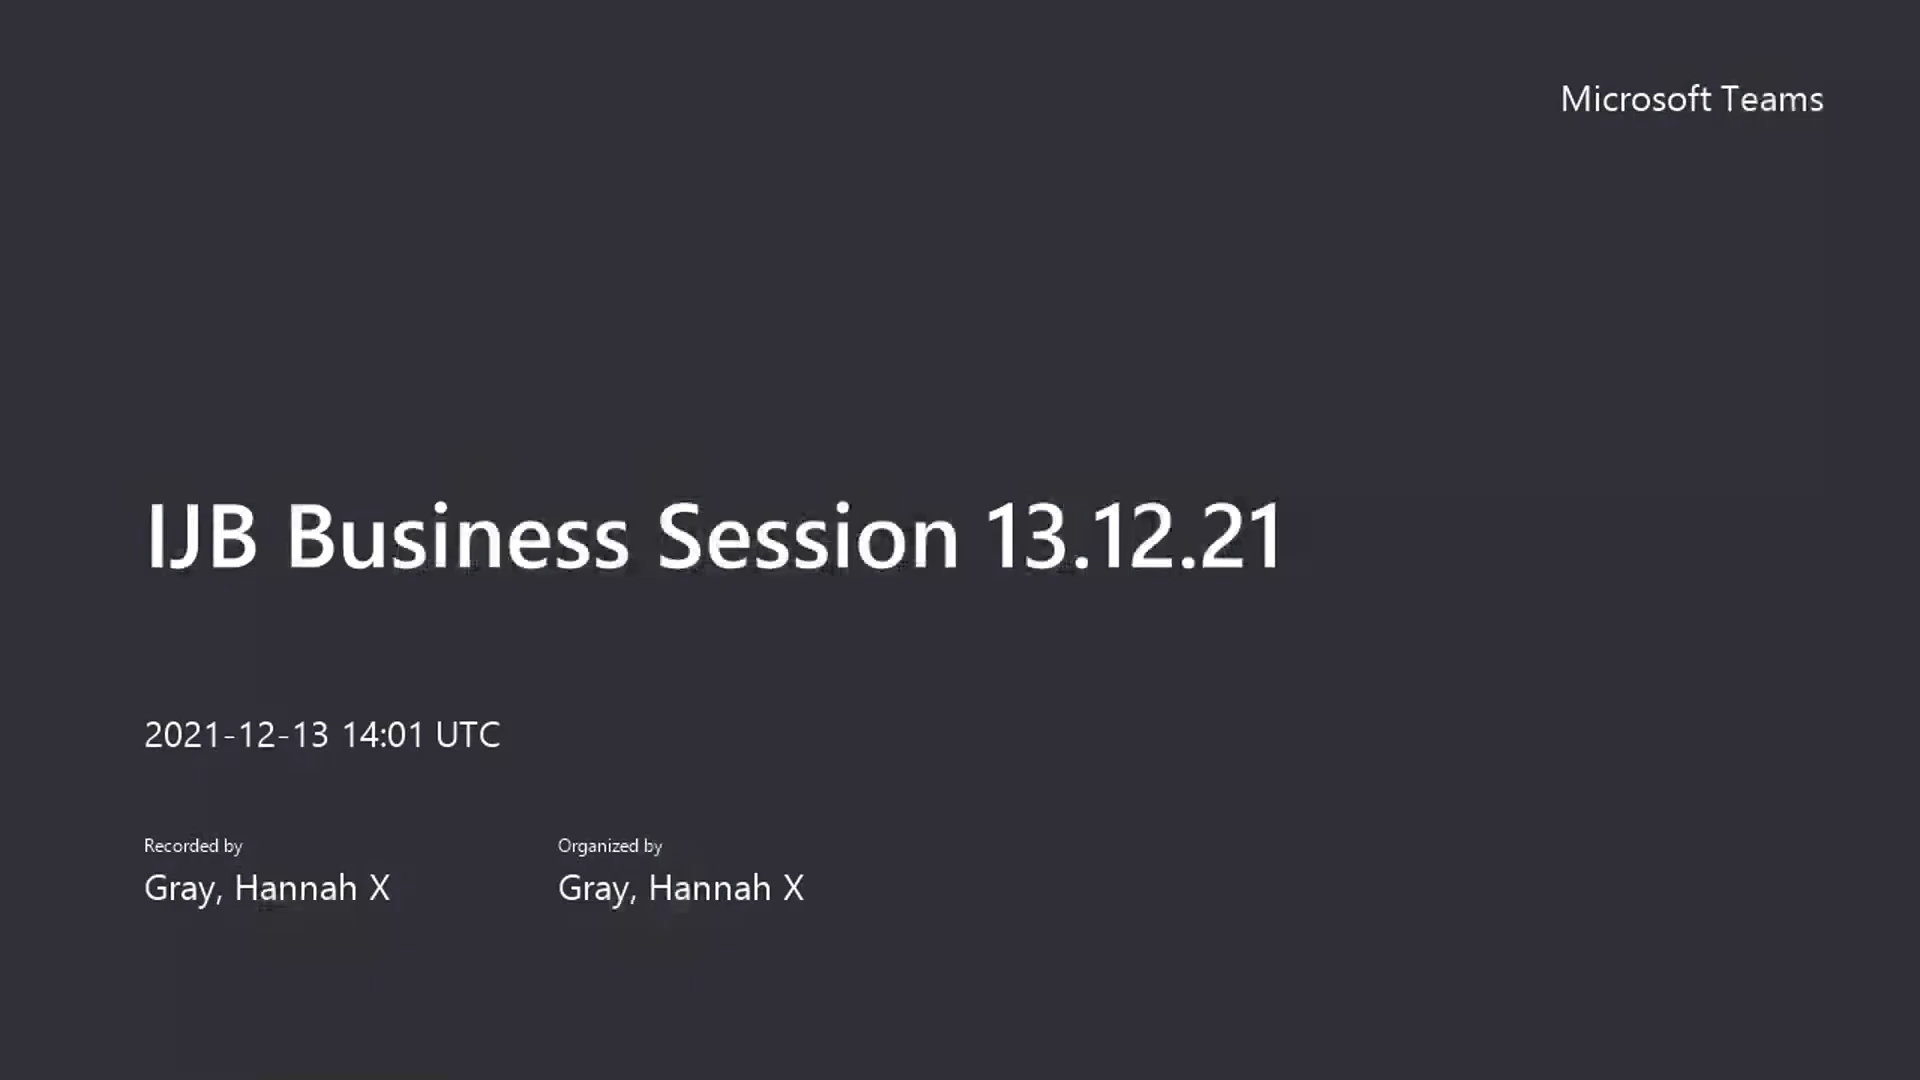 Microsoft Teams
IJB Business Session 13.12.21
2021-12-13 14:01 UTC
Recorded by
Gray, Hannah X
Organized by
Gray, Hannah X